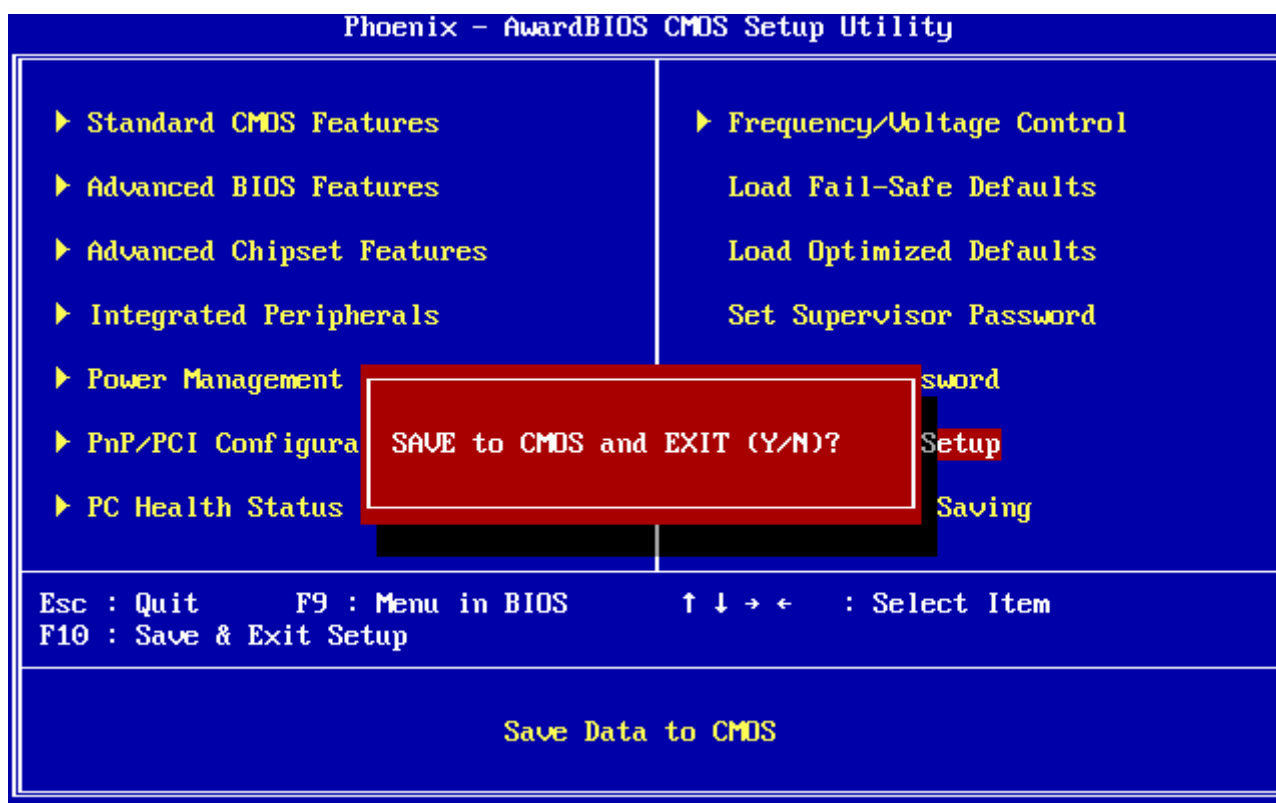 Phoenix - AwardBIOS CMOS Setup Utility
Standard CMOS Features
Advanced BIOS Features
Advanced Chipset Features
Integrated Peripherals
Power Management
PnP/PCI Configura
PC Health Status
Frequency/Voltage Control
Load Fail-Safe Defaults
Load Optimized Defaults
Set Supervisor Password
sword
Setup
Saving
SAVE to CMOS and EXIT (Y/N)?
Esc : Quit F9 : Menu in BIOS ↑ ↓ → ← : Select Item
F10 : Save & Exit Setup
Save Data to CMOS